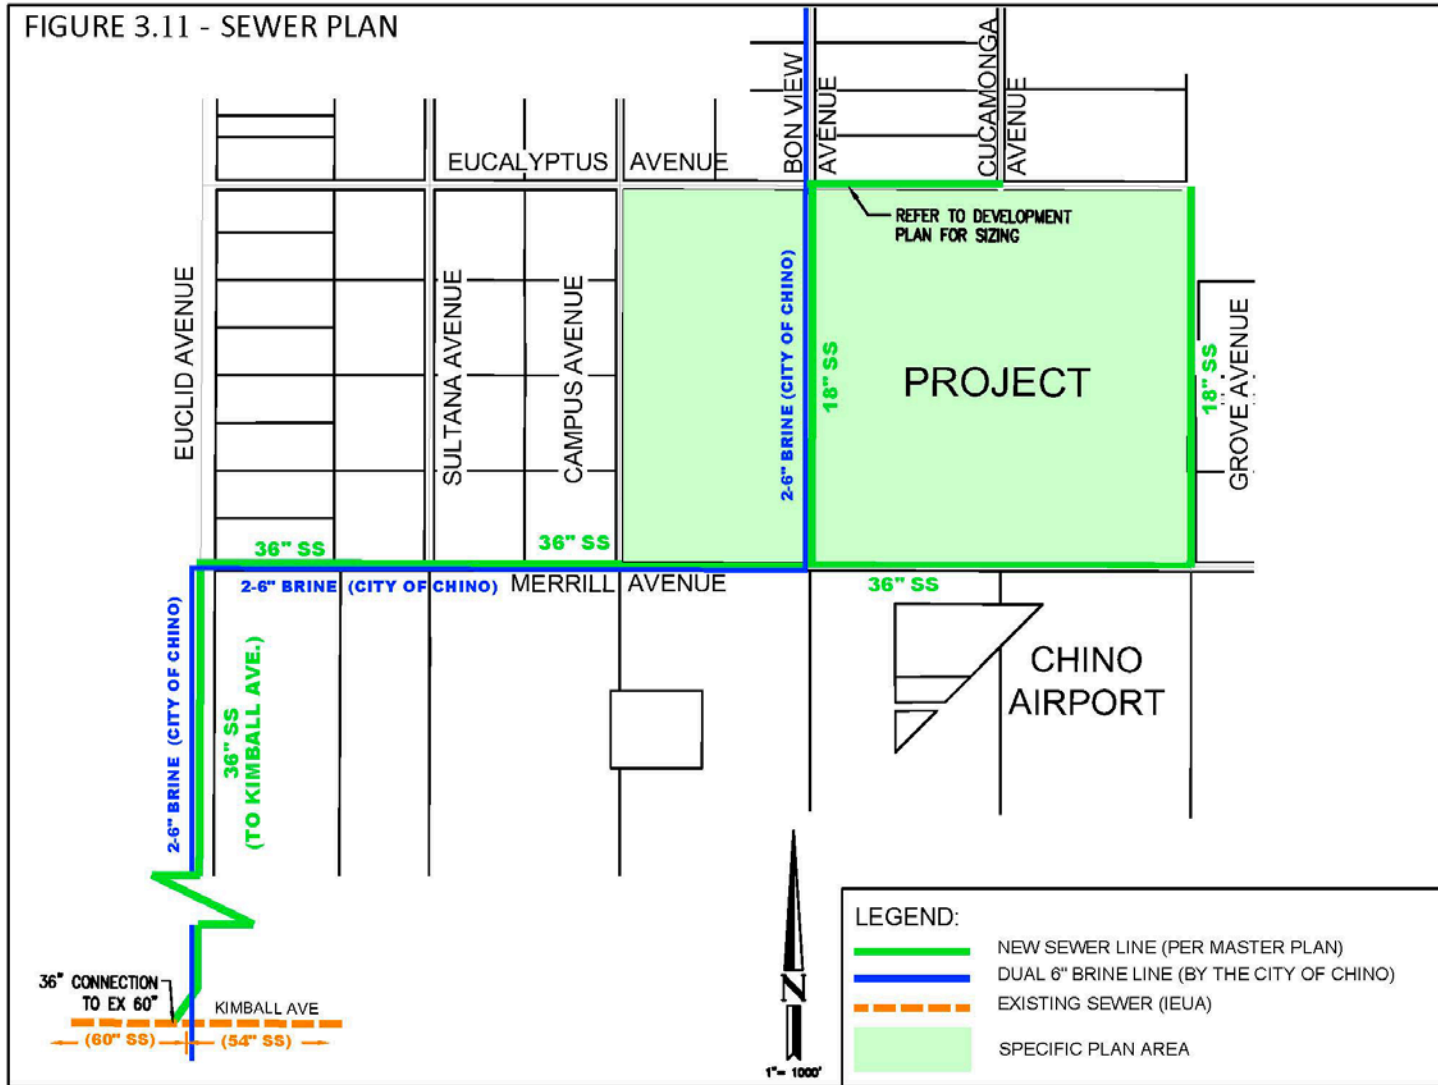 FIGURE 3.11 - SEWER PLAN
BON VIEW
AVENUE
CUCAMONGA
AVENUE
EUCALYPTUS AVENUE
REFER TO DEVELOPMENT
PLAN FOR SIZING
EUCLID AVENUE
SULTANA AVENUE
CAMPUS AVENUE
2-6" BRINE (CITY OF CHINO)
18" SS
PROJECT
18" SS
GROVE AVENUE
36" SS
36" SS
2-6" BRINE (CITY OF CHINO)
MERRILL AVENUE
36" SS
2-6" BRINE (CITY OF CHINO)
36" SS
(TO KIMBALL AVE.)
CHINO
AIRPORT
36" CONNECTION
TO EX 60"
KIMBALL AVE
(60" SS)
(54" SS)
N
1"= 1000'
LEGEND:
NEW SEWER LINE (PER MASTER PLAN)
DUAL 6" BRINE LINE (BY THE CITY OF CHINO)
EXISTING SEWER (IEUA)
SPECIFIC PLAN AREA